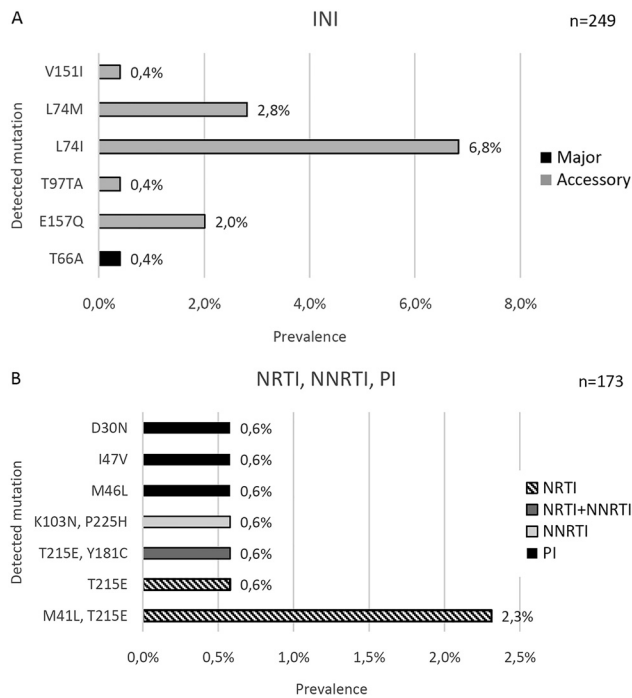 A
INI
n=249
V151I
0,4%
L74M
2,8%
L74I
6,8%
T97TA
0,4%
E157Q
2,0%
T66A
0,4%
Detected mutation
Major
Accessory
0,0% 2,0% 4,0% 6,0% 8,0%
Prevalence
B
NRTI, NNRTI, PI
n=173
D30N
0,6%
I47V
0,6%
M46L
0,6%
K103N, P225H
0,6%
T215E, Y181C
0,6%
T215E
0,6%
M41L, T215E
2,3%
Detected mutation
NRTI
NRTI+NNRTI
NNRTI
PI
0,0% 0,5% 1,0% 1,5% 2,0% 2,5%
Prevalence